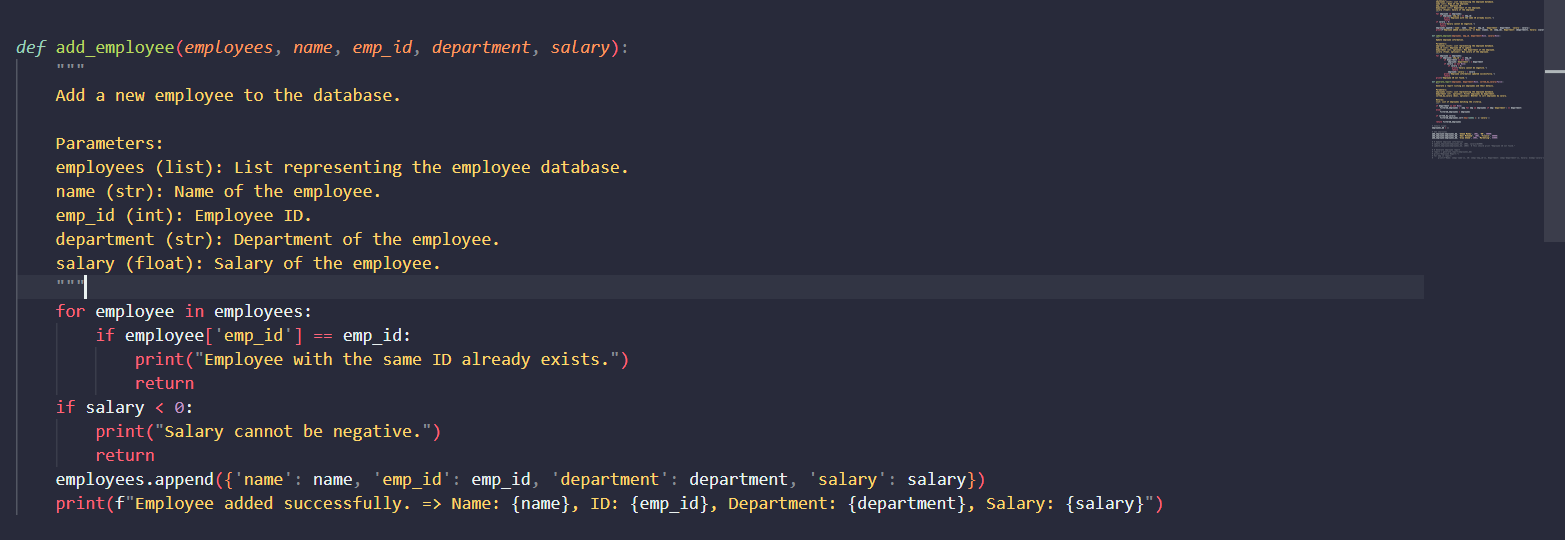 def add_employee(employees, name, emp_id, department, salary):
    """
    Add a new employee to the database.

    Parameters:
    employees (list): List representing the employee database.
    name (str): Name of the employee.
    emp_id (int): Employee ID.
    department (str): Department of the employee.
    salary (float): Salary of the employee.
    """
    for employee in employees:
        if employee['emp_id'] == emp_id:
            print("Employee with the same ID already exists.")
            return
    if salary < 0:
        print("Salary cannot be negative.")
        return
    employees.append({'name': name, 'emp_id': emp_id, 'department': department, 'salary': salary})
    print(f"Employee added successfully. => Name: {name}, ID: {emp_id}, Department: {department}, Salary: {salary}")